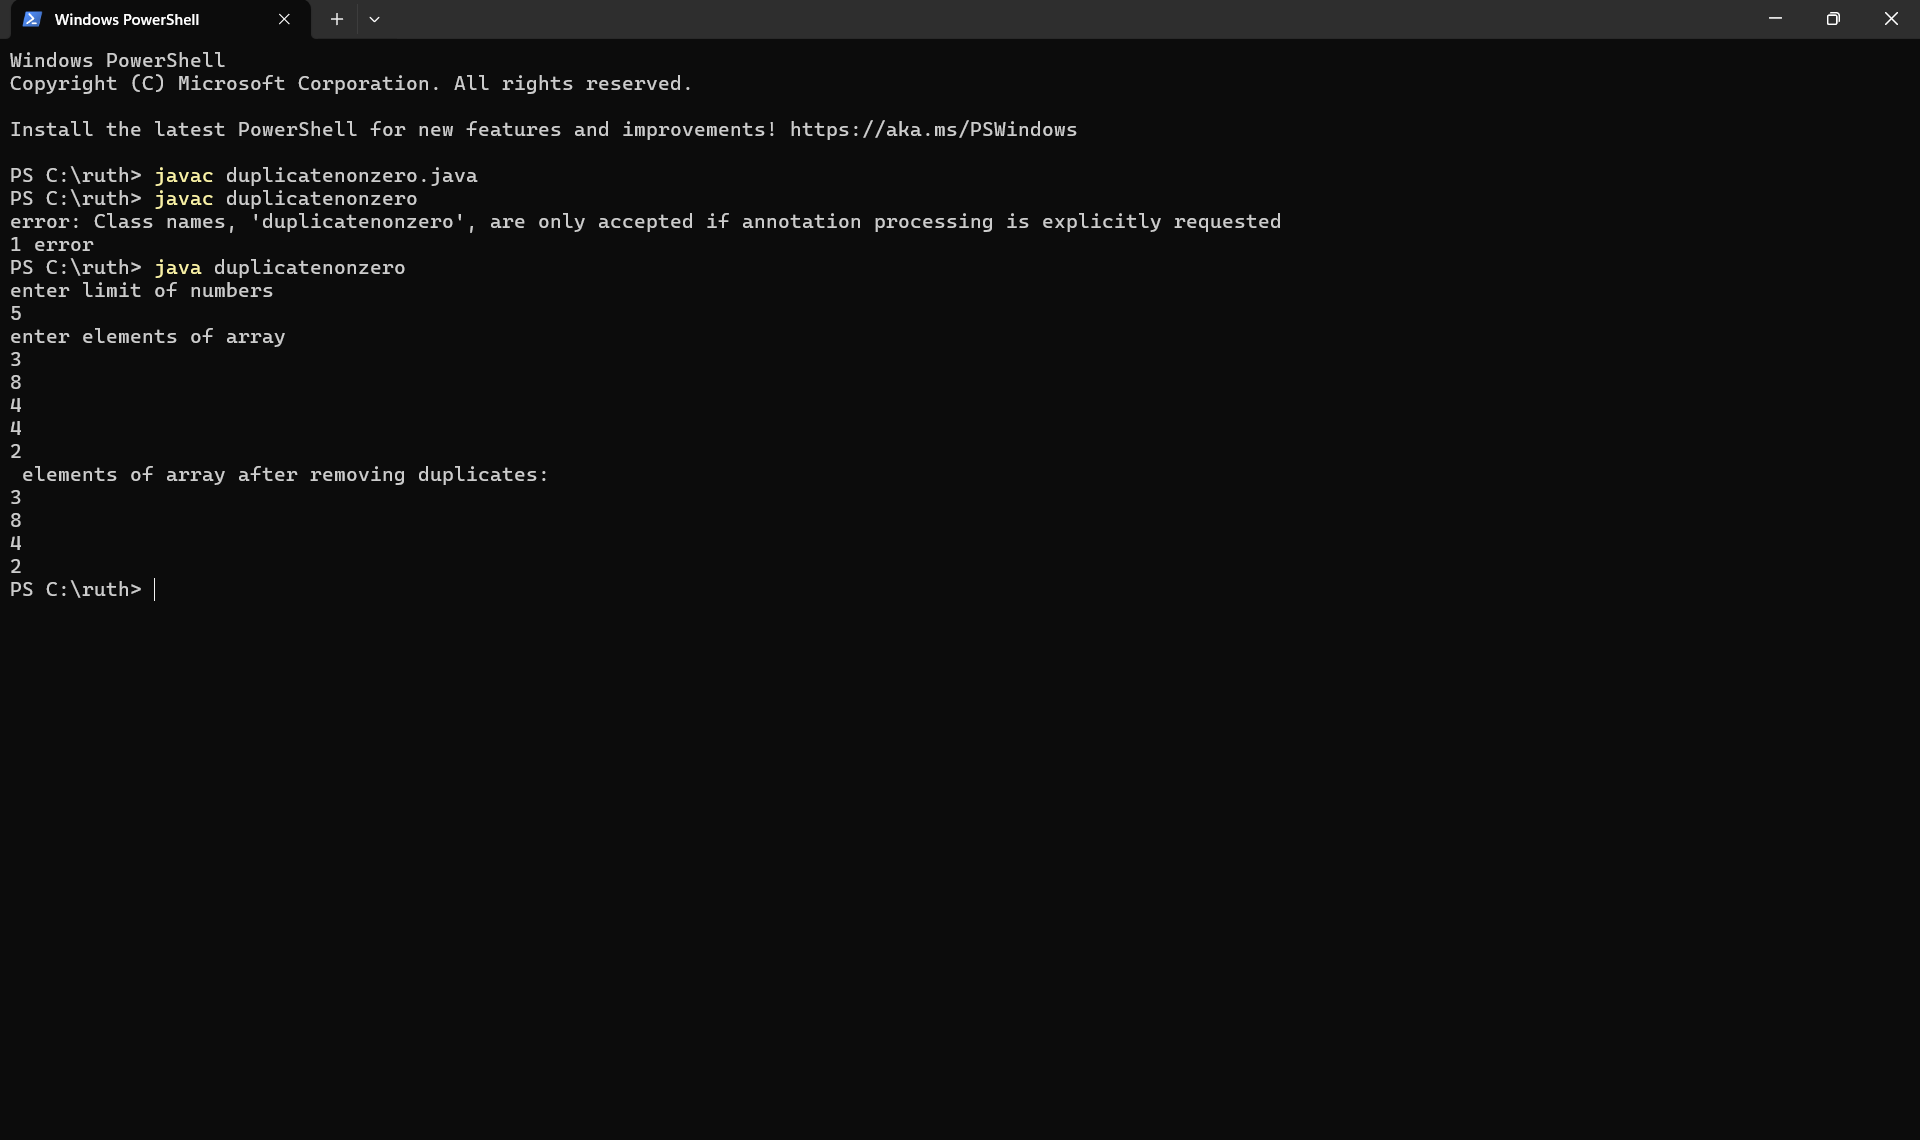 Windows PowerShell
Windows PowerShell
Copyright (C) Microsoft Corporation. All rights reserved.
Install the latest PowerShell for new features and improvements! https://aka.ms/PSWindows
PS C:\ruth> javac duplicatenonzero.java
PS C:\ruth> javac duplicatenonzero
error: Class names, 'duplicatenonzero', are only accepted if annotation processing is explicitly requested
1 error
PS C:\ruth> java duplicatenonzero
enter limit of numbers
5
enter elements of array
3
8
4
4
2
 elements of array after removing duplicates:
3
8
4
2
PS C:\ruth>